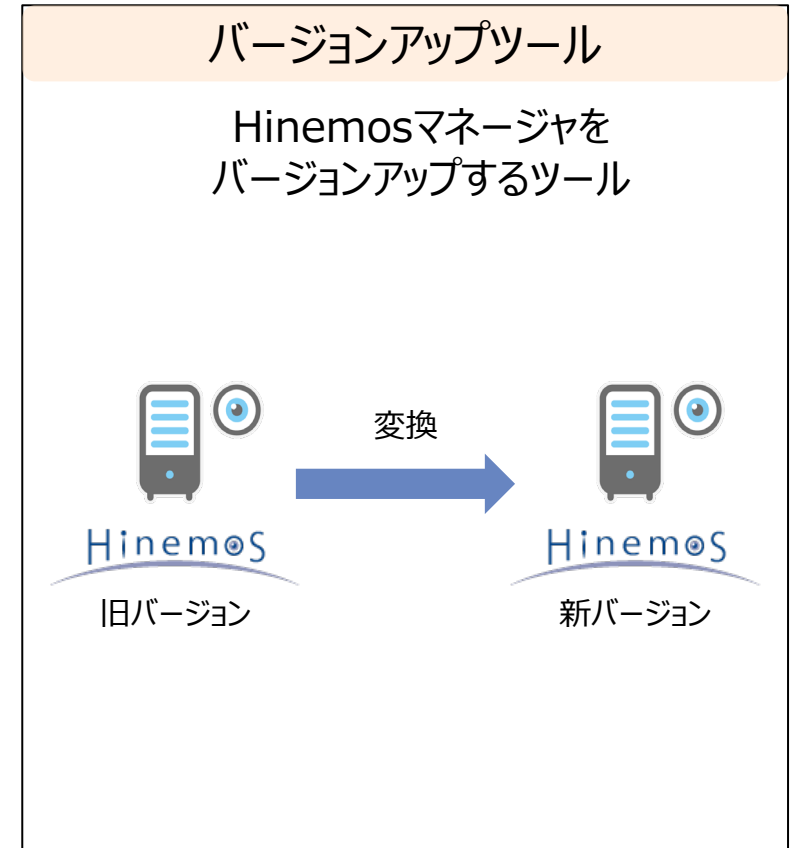 バージョンアップツール
Hinemosマネージャを
バージョンアップするツール
変換
Hinemos
Hinemos
旧バージョン
新バージョン